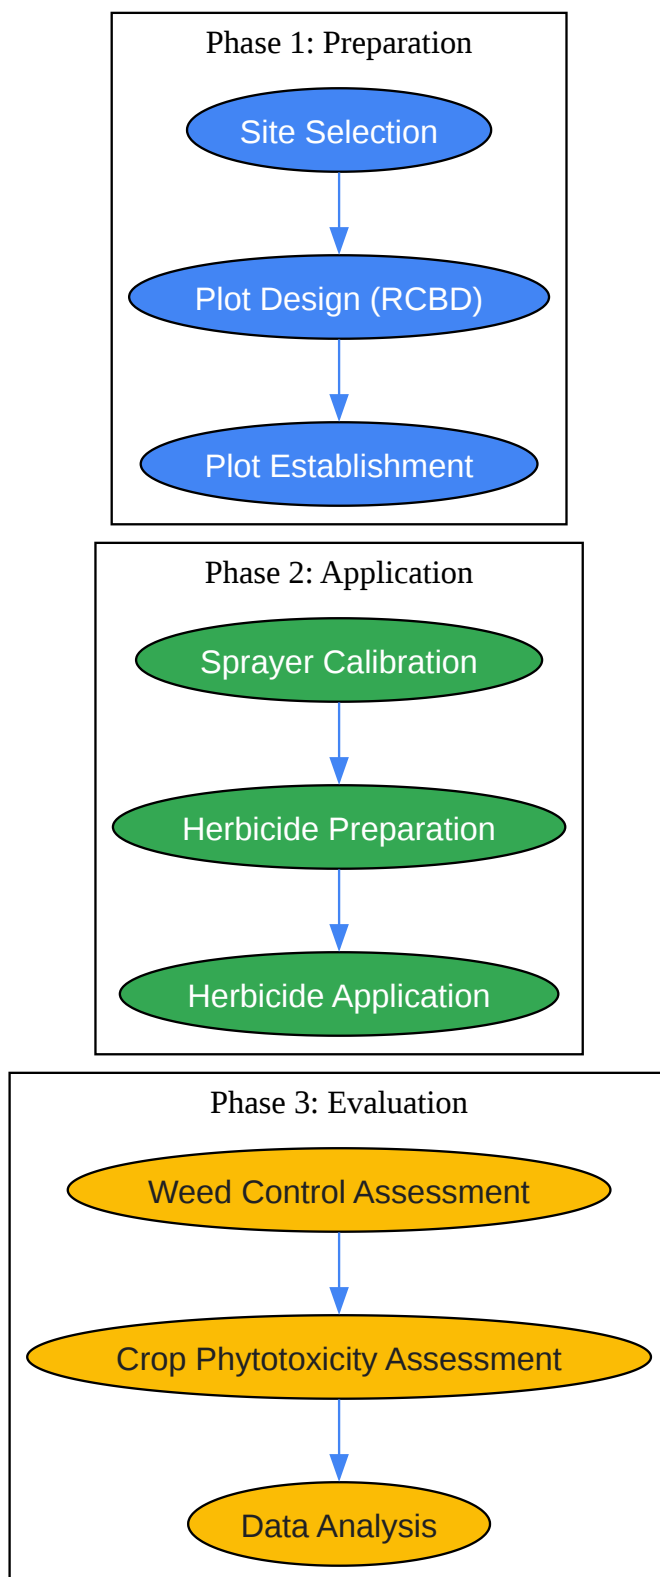 Phase 1: Preparation
Site Selection
Plot Design (RCBD)
Plot Establishment
Phase 2: Application
Sprayer Calibration
Herbicide Preparation
Herbicide Application
Phase 3: Evaluation
Weed Control Assessment
Crop Phytotoxicity Assessment
Data Analysis